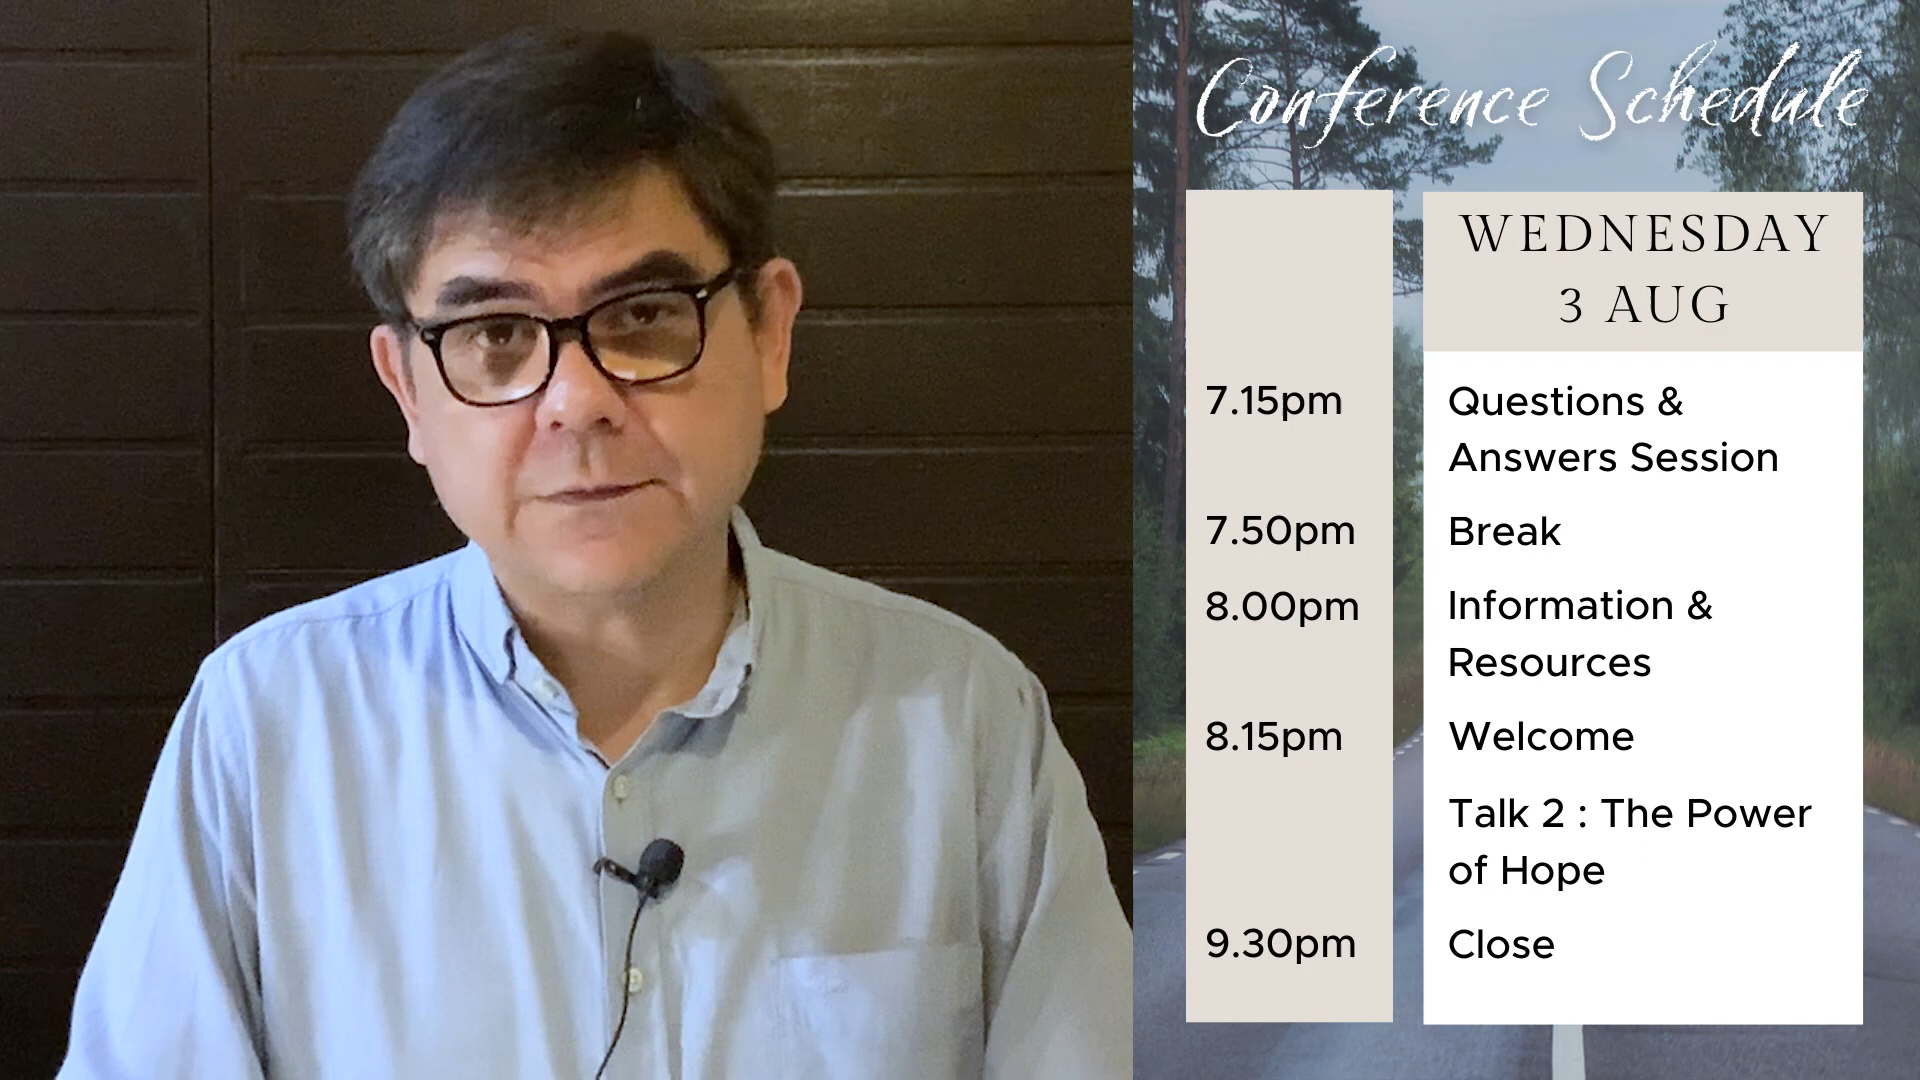 Conference Schedule
WEDNESDAY
3 AUG
7.15pm Questions &
Answers Session
7.50pm Break
8.00pm Information &
Resources
8.15pm Welcome
Talk 2 : The Power
of Hope
9.30pm Close